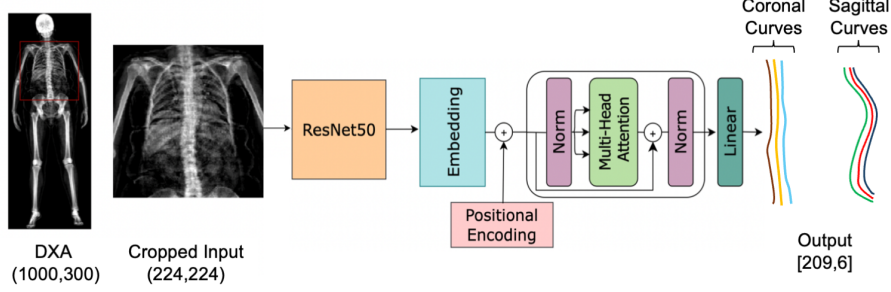 DXA
(1000,300)
Cropped Input
(224,224)
ResNet50
Embedding
Positional
Encoding
Norm
Multi-Head
Attention
Norm
Linear
Coronal
Curves
Sagittal
Curves
Output
[209,6]